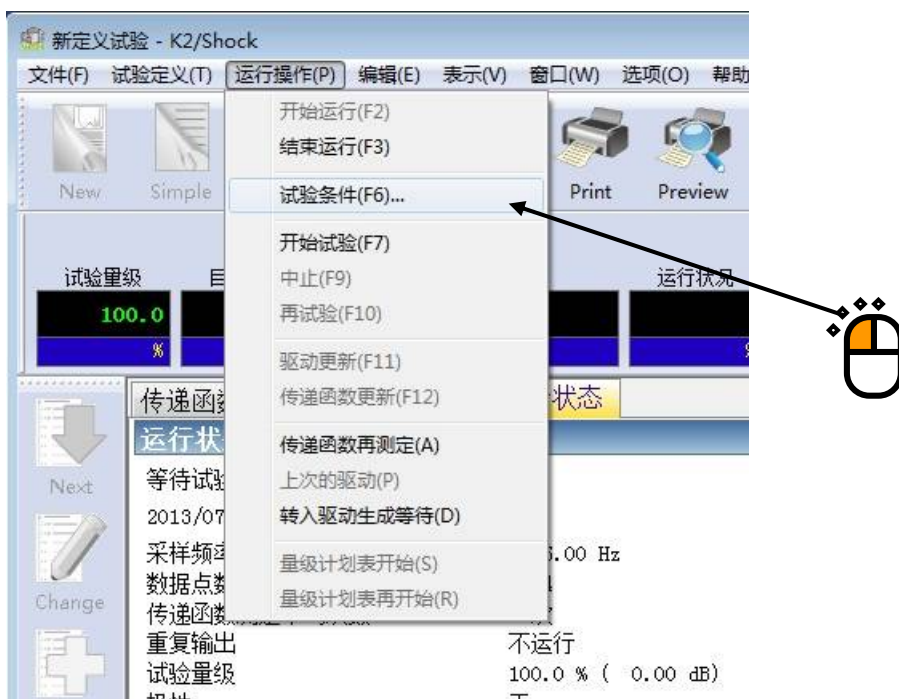 新定义试验 - K2/Shock
文件(F) 试验定义(T) 运行操作(P) 编辑(E) 表示(V) 窗口(W) 选项(O) 帮助
开始运行(F2)
结束运行(F3)
New Simple Print Preview
试验条件(F6)...
开始试验(F7)
试验量级 目 运行状况
中止(F9)
100.0
再试验(F10)
%
驱动更新(F11)
传递函数 传递函数更新(F12) 状态
运行状 传递函数再测定(A)
等待试验 上次的驱动(P)
Next
2013/07 转入驱动生成等待(D)
采样频率 .00 Hz
量级计划表开始(S)
数据点数
Change 量级计划表再开始(R)
传递函数
重复输出 不运行
试验量级 100.0 % ( 0.00 dB)